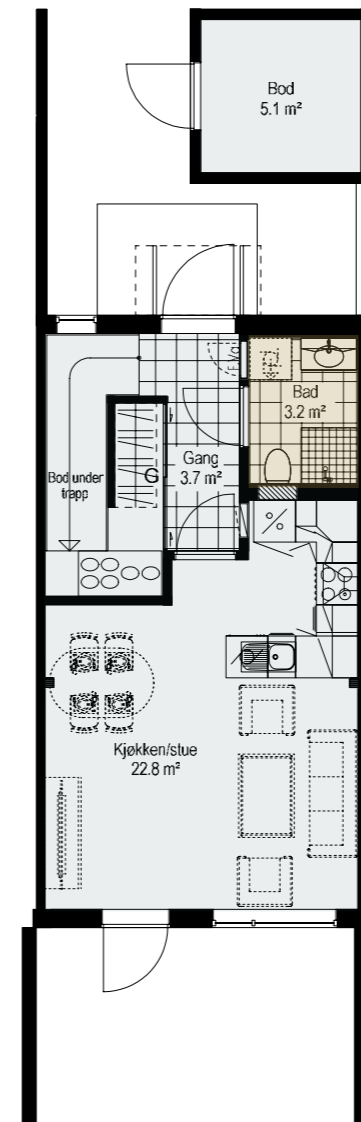 Bod
5.1 m²
Bad
3.2 m²
Gang
3.7 m²
G
Bod under
trapp
Kjøkken/stue
22.8 m²